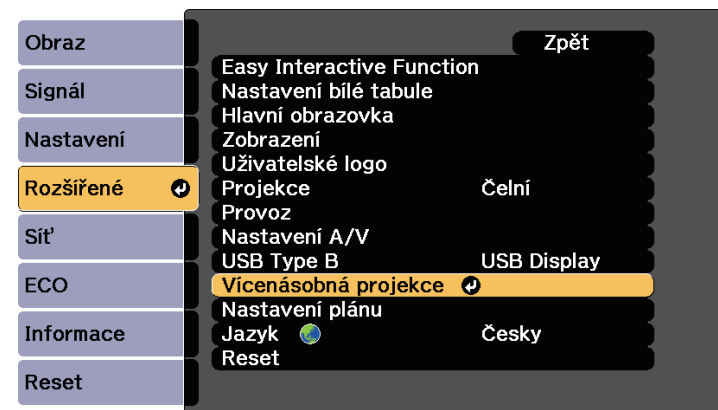 Obraz
Signál
Nastavení
Rozšířené
Síť
ECO
Informace
Reset
Zpět
Easy Interactive Function
Nastavení bílé tabule
Hlavní obrazovka
Zobrazení
Uživatelské logo
Projekce Čelní
Provoz
Nastavení A/V
USB Type B USB Display
Vícenásobná projekce
Nastavení plánu
Jazyk Česky
Reset